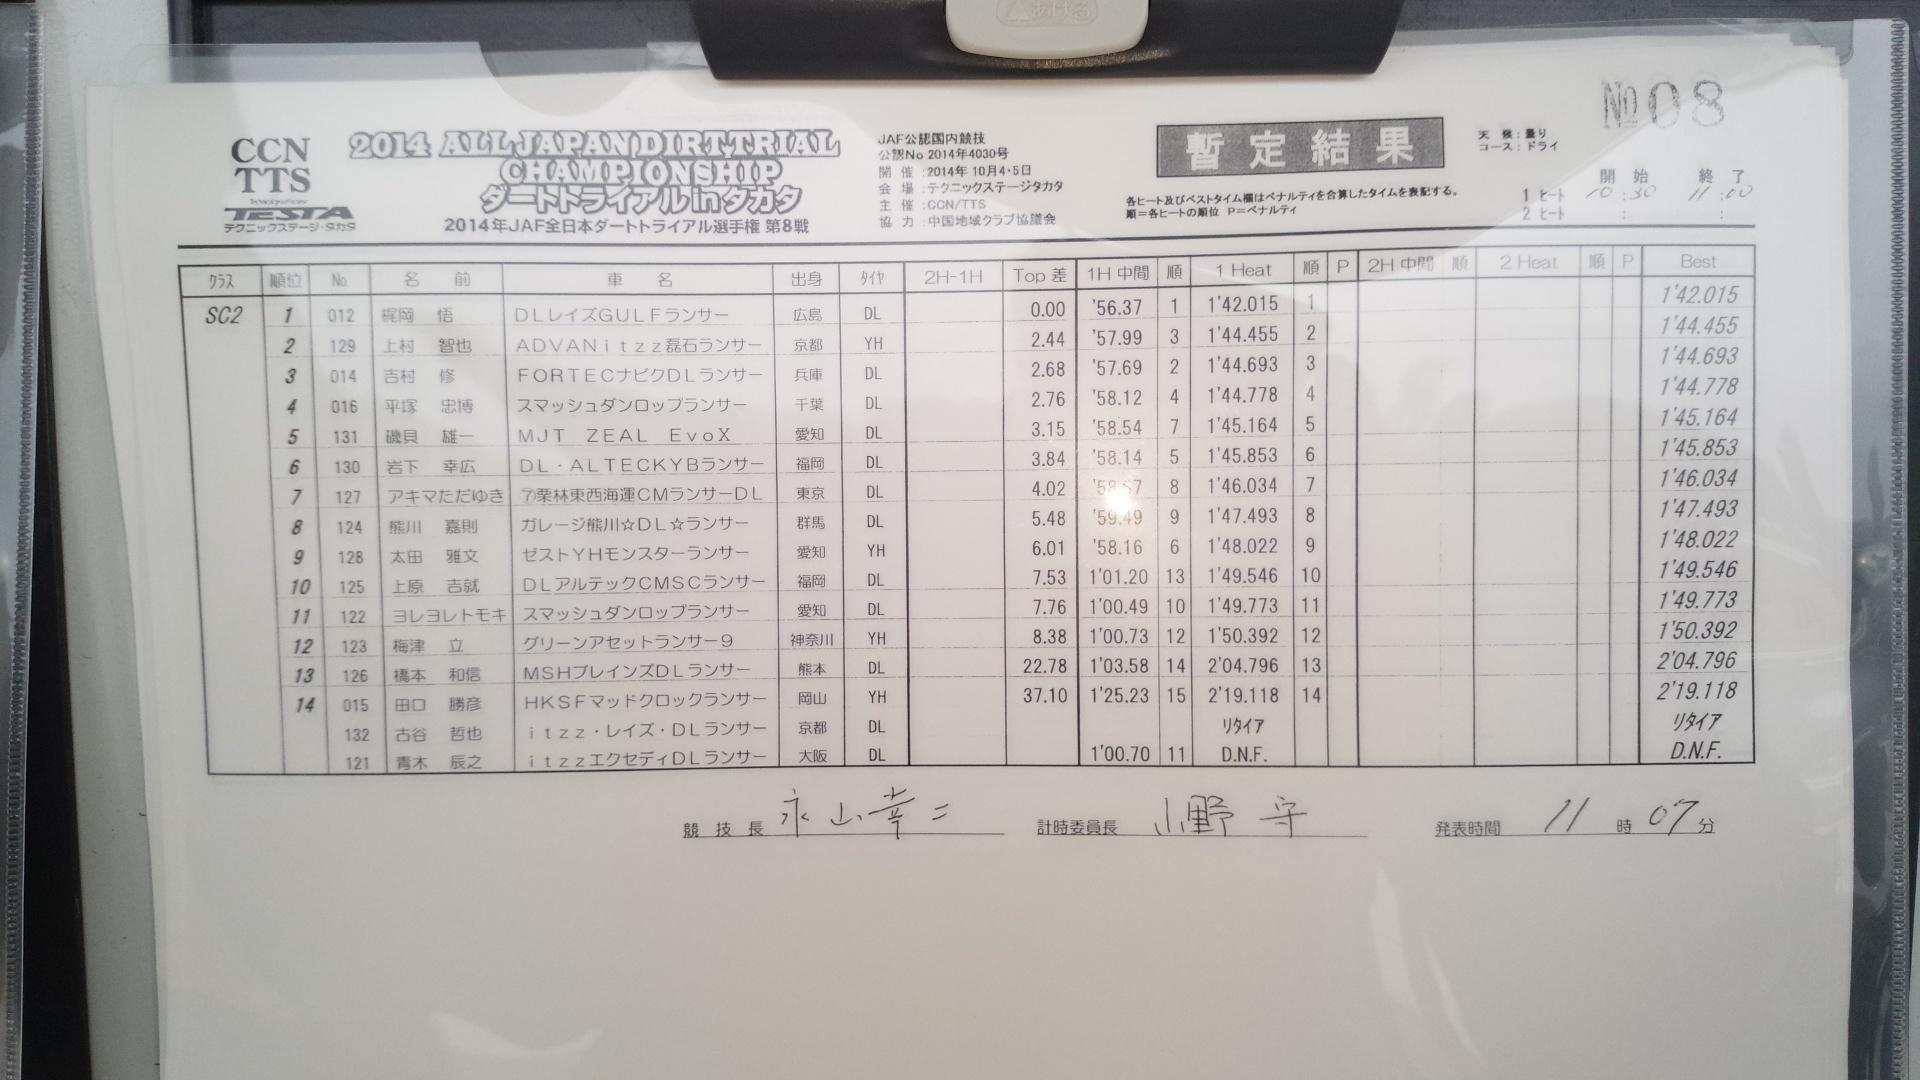 №08
CCN
TTS
TESTA
テクニックステージ・タカタ
2014 ALL JAPAN DIRT TRIAL
CHAMPIONSHIP
ダートトライアル in タカタ
2014年JAF全日本ダートトライアル選手権 第8戦
JAF公認国内競技
公認No 2014年4030号
開 催 :2014年 10月4・5日
会 場 :テクニックステージタカタ
主 催 :CCN/TTS
協 力 :中国地域クラブ協議会
暫定結果
各ヒート及びベストタイム欄はペナルティを合算したタイムを表記する。
順=各ヒートの順位 P=ペナルティ
天 候:曇り
コース:ドライ
開 始 終 了
1 ヒート 10:30 11:00
2 ヒート : :
クラス 順位 No. 名 前 車 名 出身 タイヤ 2H-1H Top 差 1H 中間 順 1 Heat 順 P 2H 中間 順 2 Heat 順 P Best
SC2 1 012 梶岡 悟 DLレイズGULFランサー 広島 DL 0.00 '56.37 1 1'42.015 1 1'42.015
2 129 上村 智也 ADVANitzz磊石ランサー 京都 YH 2.44 '57.99 3 1'44.455 2 1'44.455
3 014 吉村 修 FORTECナビクDLランサー 兵庫 DL 2.68 '57.69 2 1'44.693 3 1'44.693
4 016 平塚 忠博 スマッシュダンロップランサー 千葉 DL 2.76 '58.12 4 1'44.778 4 1'44.778
5 131 磯貝 雄一 MJT ZEAL EvoX 愛知 DL 3.15 '58.54 7 1'45.164 5 1'45.164
6 130 岩下 幸広 DL・ALTECKYBランサー 福岡 DL 3.84 '58.14 5 1'45.853 6 1'45.853
7 127 アキマただゆき ⑦栗林東西海運CMランサーDL 東京 DL 4.02 8 1'46.034 7 1'46.034
8 124 熊川 嘉則 ガレージ熊川☆DL☆ランサー 群馬 DL 5.48 '59.49 9 1'47.493 8 1'47.493
9 128 太田 雅文 ゼストYHモンスターランサー 愛知 YH 6.01 '58.16 6 1'48.022 9 1'48.022
10 125 上原 吉就 DLアルテックCMSCランサー 福岡 DL 7.53 1'01.20 13 1'49.546 10 1'49.546
11 122 ヨレヨレトモキ スマッシュダンロップランサー 愛知 DL 7.76 1'00.49 10 1'49.773 11 1'49.773
12 123 梅津 立 グリーンアセットランサー9 神奈川 YH 8.38 1'00.73 12 1'50.392 12 1'50.392
13 126 橋本 和信 MSHブレインズDLランサー 熊本 DL 22.78 1'03.58 14 2'04.796 13 2'04.796
14 015 田口 勝彦 HKSFマッドクロックランサー 岡山 YH 37.10 1'25.23 15 2'19.118 14 2'19.118
132 古谷 哲也 itzz・レイズ・DLランサー 京都 DL リタイア リタイア
121 青木 辰之 itzzエクセディDLランサー 大阪 DL 1'00.70 11 D.N.F. D.N.F.
競 技 長 永山幸二 計時委員長 小野 守 発表時間 11 時 07 分